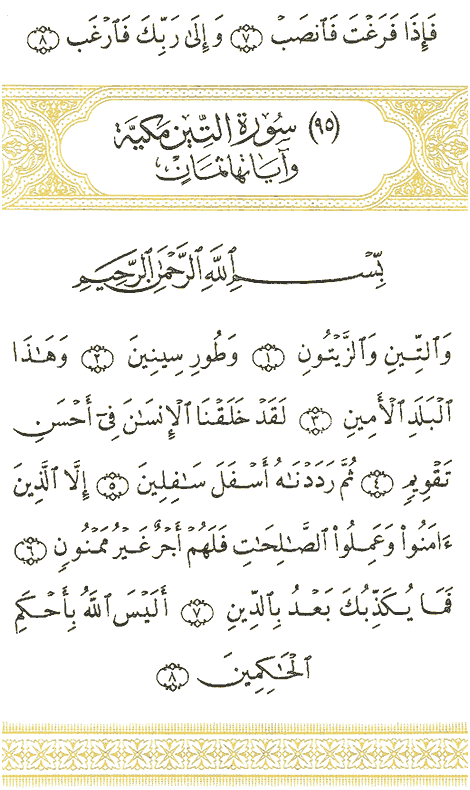 فَإِذَا فَرَغْتَ فَٱنصَبْ ٧ وَإِلَىٰ رَبِّكَ فَٱرْغَب ٨
(٩٥) سُورَةِ التِّين مَكيَّة
وَآيَاتهَا ثَمَانٍ
بِّسْمِ ٱللَّهِ ٱلرَّحْمَٰنِ ٱلرَّحِيمِ
وَٱلتِّينِ وَٱلزَّيْتُونِ ١ وَطُورِ سِينِينَ ٢ وَهَٰذَا
ٱلْبَلَدِ ٱلْأَمِينِ ٣ لَقَدْ خَلَقْنَا ٱلْإِنسَٰنَ فِىٓ أَحْسَنِ
تَقْوِيمٍ ٤ ثُمَّ رَدَدْنَٰهُ أَسْفَلَ سَٰفِلِينَ ٥ إِلَّا ٱلَّذِينَ
ءَامَنُوا۟ وَعَمِلُوا۟ ٱلصَّٰلِحَٰتِ فَلَهُمْ أَجْرٌ غَيْرُ مَمْنُونٍ ٦
فَمَا يُكَذِّبُكَ بَعْدُ بِٱلدِّينِ ٧ أَلَيْسَ ٱللَّهُ بِأَحْكَمِ
ٱلْحَٰكِمِينَ ٨